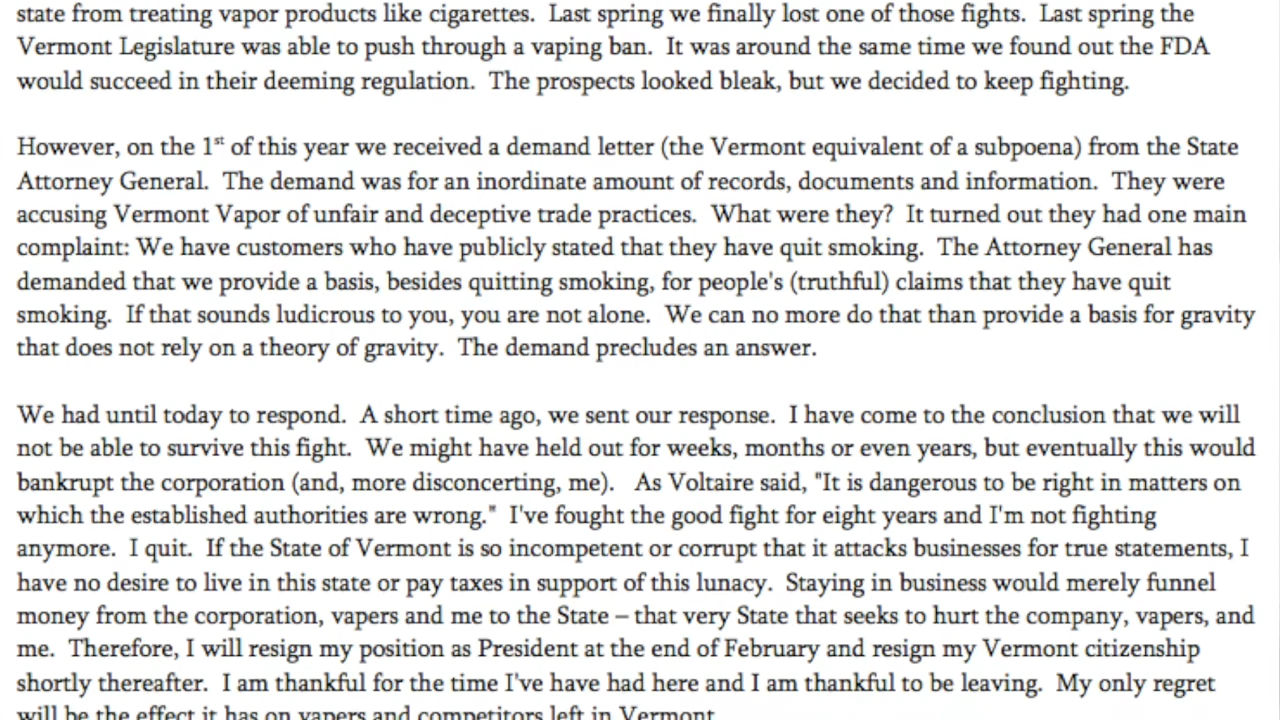 state from treating vapor products like cigarettes.  Last spring we finally lost one of those fights.  Last spring the
Vermont Legislature was able to push through a vaping ban.  It was around the same time we found out the FDA
would succeed in their deeming regulation.  The prospects looked bleak, but we decided to keep fighting.
However, on the 1st of this year we received a demand letter (the Vermont equivalent of a subpoena) from the State
Attorney General.  The demand was for an inordinate amount of records, documents and information.  They were
accusing Vermont Vapor of unfair and deceptive trade practices.  What were they?  It turned out they had one main
complaint: We have customers who have publicly stated that they have quit smoking.  The Attorney General has
demanded that we provide a basis, besides quitting smoking, for people's (truthful) claims that they have quit
smoking.  If that sounds ludicrous to you, you are not alone.  We can no more do that than provide a basis for gravity
that does not rely on a theory of gravity.  The demand precludes an answer.
We had until today to respond.  A short time ago, we sent our response.  I have come to the conclusion that we will
not be able to survive this fight.  We might have held out for weeks, months or even years, but eventually this would
bankrupt the corporation (and, more disconcerting, me).   As Voltaire said, "It is dangerous to be right in matters on
which the established authorities are wrong."  I've fought the good fight for eight years and I'm not fighting
anymore.  I quit.  If the State of Vermont is so incompetent or corrupt that it attacks businesses for true statements, I
have no desire to live in this state or pay taxes in support of this lunacy.  Staying in business would merely funnel
money from the corporation, vapers and me to the State – that very State that seeks to hurt the company, vapers, and
me.  Therefore, I will resign my position as President at the end of February and resign my Vermont citizenship
shortly thereafter.  I am thankful for the time I've have had here and I am thankful to be leaving.  My only regret
will be the effect it has on vapers and competitors left in Vermont.